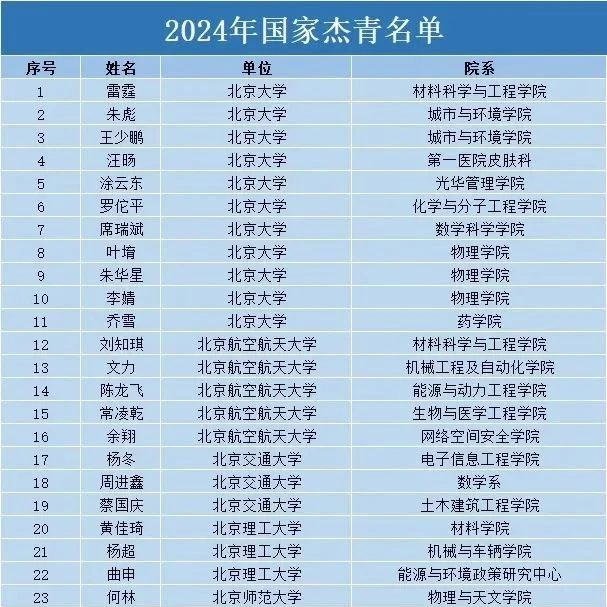 2024年国家杰青名单
序号 姓名 单位 院系
1 雷霆 北京大学 材料科学与工程学院
2 朱彪 北京大学 城市与环境学院
3 王少鹏 北京大学 城市与环境学院
4 汪旸 北京大学 第一医院皮肤科
5 涂云东 北京大学 光华管理学院
6 罗佗平 北京大学 化学与分子工程学院
7 席瑞斌 北京大学 数学科学学院
8 叶堉 北京大学 物理学院
9 朱华星 北京大学 物理学院
10 李婧 北京大学 物理学院
11 乔雪 北京大学 药学院
12 刘知琪 北京航空航天大学 材料科学与工程学院
13 文力 北京航空航天大学 机械工程及自动化学院
14 陈龙飞 北京航空航天大学 能源与动力工程学院
15 常凌乾 北京航空航天大学 生物与医学工程学院
16 余翔 北京航空航天大学 网络空间安全学院
17 杨冬 北京交通大学 电子信息工程学院
18 周进鑫 北京交通大学 数学系
19 蔡国庆 北京交通大学 土木建筑工程学院
20 黄佳琦 北京理工大学 材料学院
21 杨超 北京理工大学 机械与车辆学院
22 曲申 北京理工大学 能源与环境政策研究中心
23 何林 北京师范大学 物理与天文学院